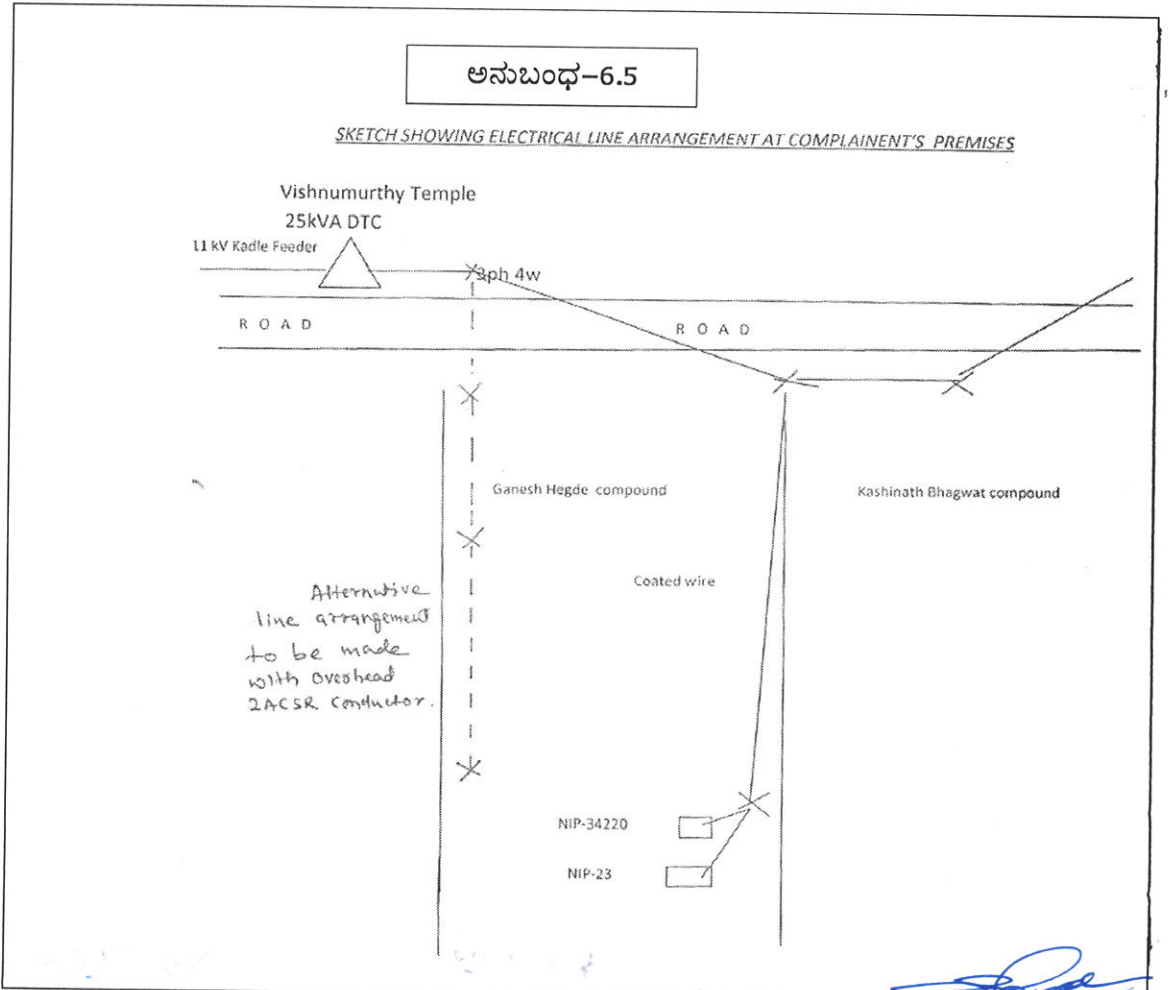 ಅನುಬಂಧ-6.5
SKETCH SHOWING ELECTRICAL LINE ARRANGEMENT AT COMPLAINENT'S PREMISES
Vishnumurthy Temple
25kVA DTC
11 kV Kadle Feeder
3ph 4w
ROAD
ROAD
Ganesh Hegde compound
Kashinath Bhagwat compound
Coated wire
Alternative
line arrangement
to be made
with overhead
2ACSR Conductor.
NIP-34220
NIP-23